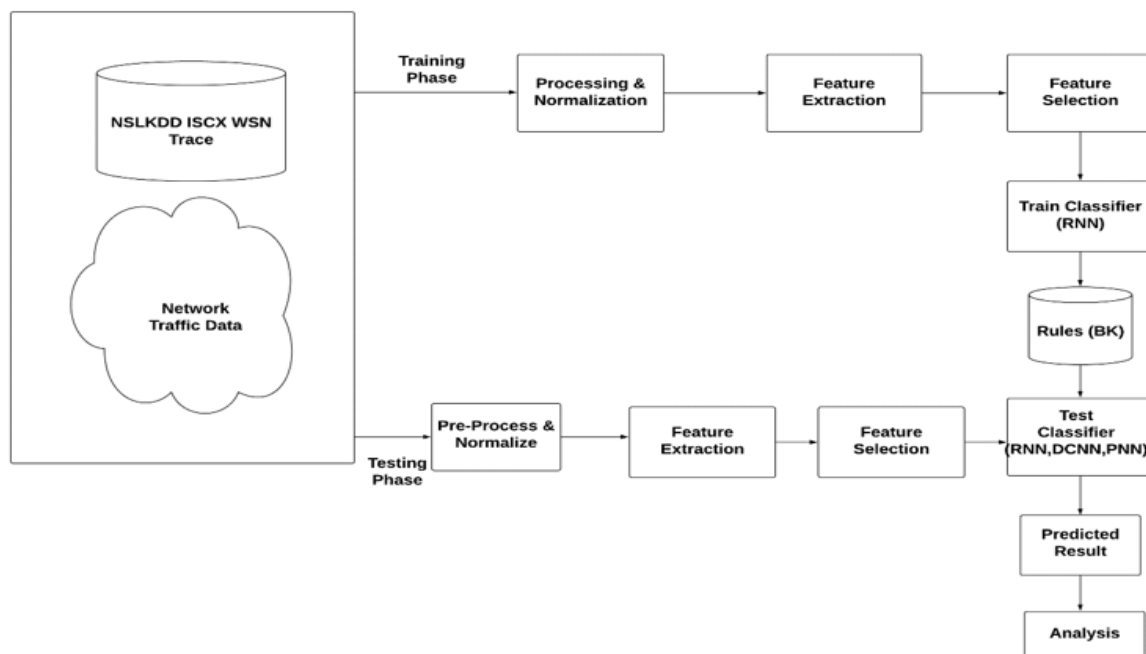 NSLKDD ISCX WSN
Trace
Network
Traffic Data
Training
Phase
Processing &
Normalization
Feature
Extraction
Feature
Selection
Train Classifier
(RNN)
Rules (BK)
Testing
Phase
Pre-Process &
Normalize
Feature
Extraction
Feature
Selection
Test
Classifier
(RNN,DCNN,PNN)
Predicted
Result
Analysis